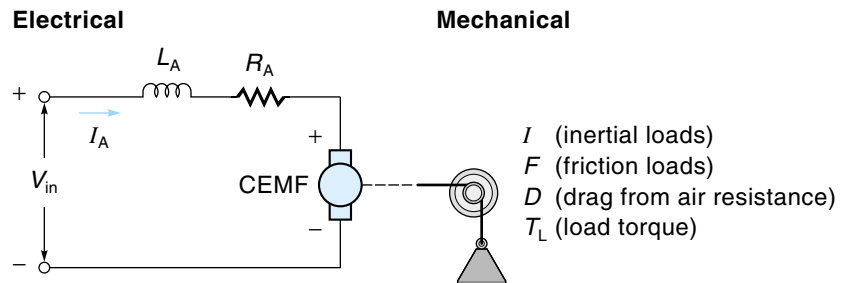 Electrical
Mechanical
L_A
R_A
+
I_A
+
V_in
CEMF
−
−
I (inertial loads)
F (friction loads)
D (drag from air resistance)
T_L (load torque)